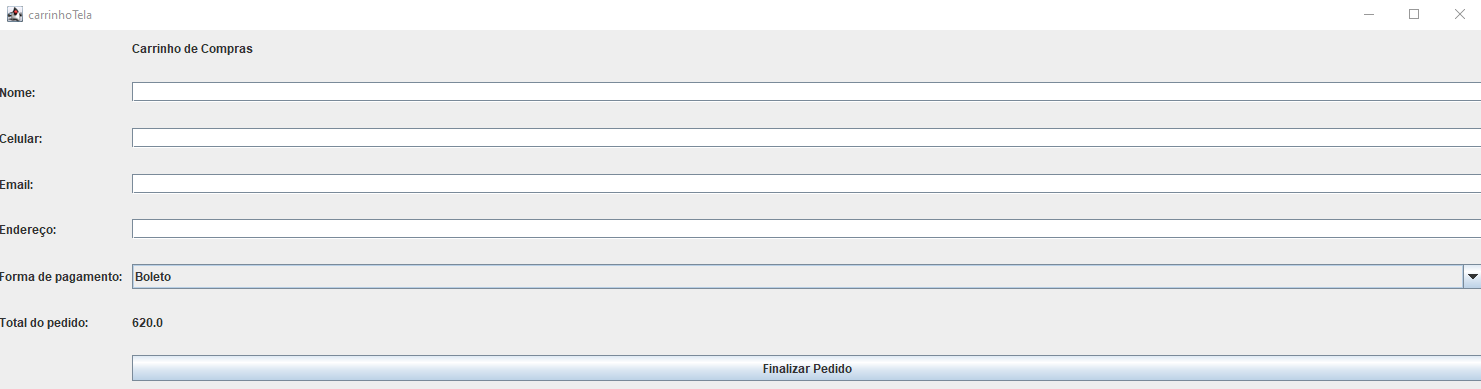 carrinhoTela
Carrinho de Compras
Nome:
Celular:
Email:
Endereço:
Forma de pagamento: Boleto
Total do pedido: 620.0
Finalizar Pedido